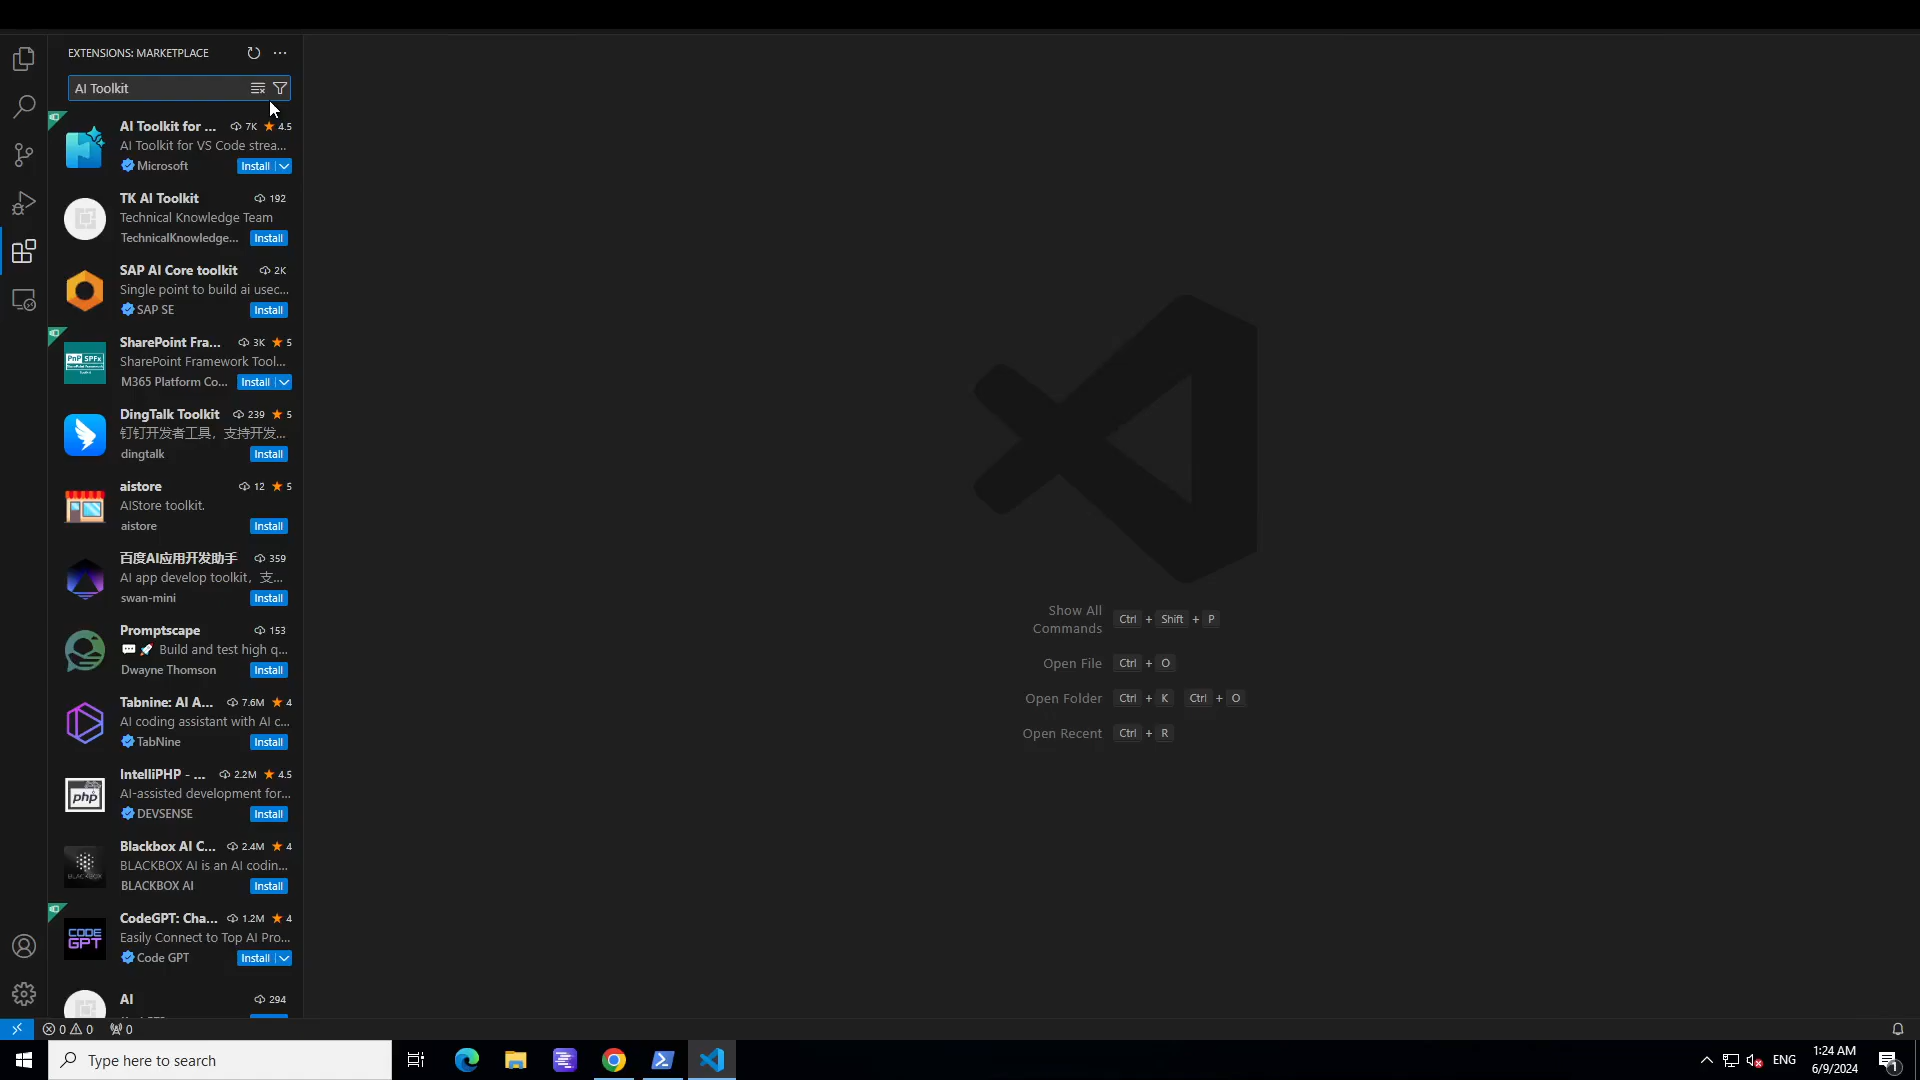 EXTENSIONS: MARKETPLACE
AI Toolkit
AI Toolkit for ... 7K 4.5
AI Toolkit for VS Code strea...
Microsoft Install
TK AI Toolkit 192
Technical Knowledge Team
TechnicalKnowledge... Install
SAP AI Core toolkit 2K
Single point to build ai usec...
SAP SE Install
SharePoint Fra... 3K 5
SharePoint Framework Tool...
M365 Platform Co... Install
DingTalk Toolkit 239 5
钉钉开发者工具，支持开发...
dingtalk Install
aistore 12 5
AIStore toolkit.
aistore Install
百度AI应用开发助手 359
AI app develop toolkit，支...
swan-mini Install
Promptscape 153
💬 🚀 Build and test high q...
Dwayne Thomson Install
Tabnine: AI A... 7.6M 4
AI coding assistant with AI c...
TabNine Install
IntelliPHP - ... 2.2M 4.5
AI-assisted development for...
DEVSENSE Install
Blackbox AI C... 2.4M 4
BLACKBOX AI is an AI codin...
BLACKBOX AI Install
CodeGPT: Cha... 1.2M 4
Easily Connect to Top AI Pro...
Code GPT Install
AI 294
PnP SPFx
php
BLACKBOX
CODE
GPT
Show All
Commands Ctrl + Shift + P
Open File Ctrl + O
Open Folder Ctrl + K Ctrl + O
Open Recent Ctrl + R
0 0 0
Type here to search
ENG
1:24 AM
6/9/2024
1